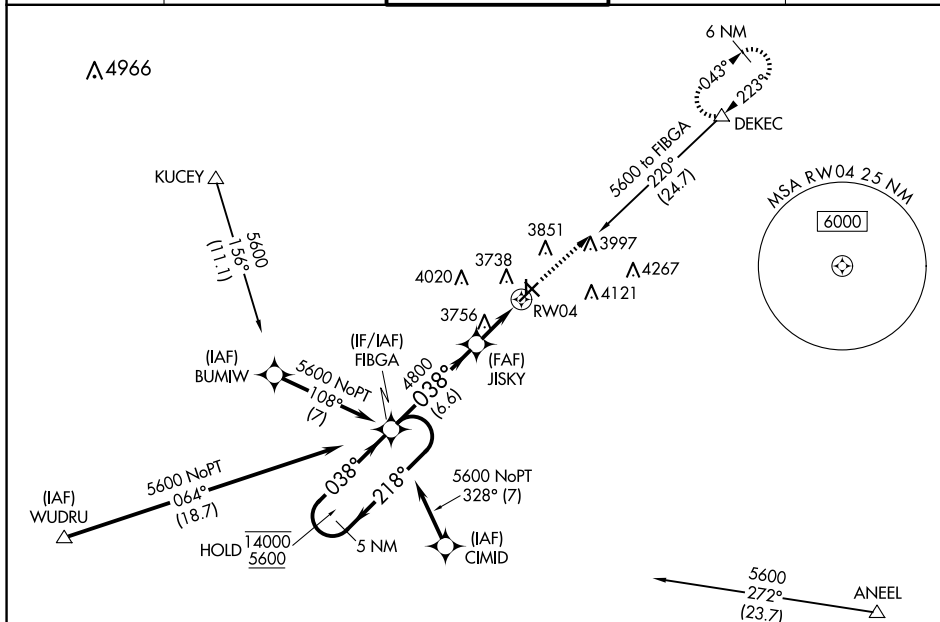 6 NM
043°
223°
DEKEC
4966
5600 to FIBGA
220°
(24.7)
MSA RW04 25 NM
6000
KUCEY
5600
156°
(11.1)
3851
3997
3738
4020
4267
4121
3756
RW04
(IF/IAF)
FIBGA
(FAF)
JISKY
4800
038°
(6.6)
(IAF)
BUMIW
5600 NoPT
108°
(7)
5600 NoPT
064°
(18.7)
(IAF)
WUDRU
038°
218°
5600 NoPT
328° (7)
HOLD 14000
5600
5 NM
(IAF)
CIMID
5600
272°
(23.7)
ANEEL